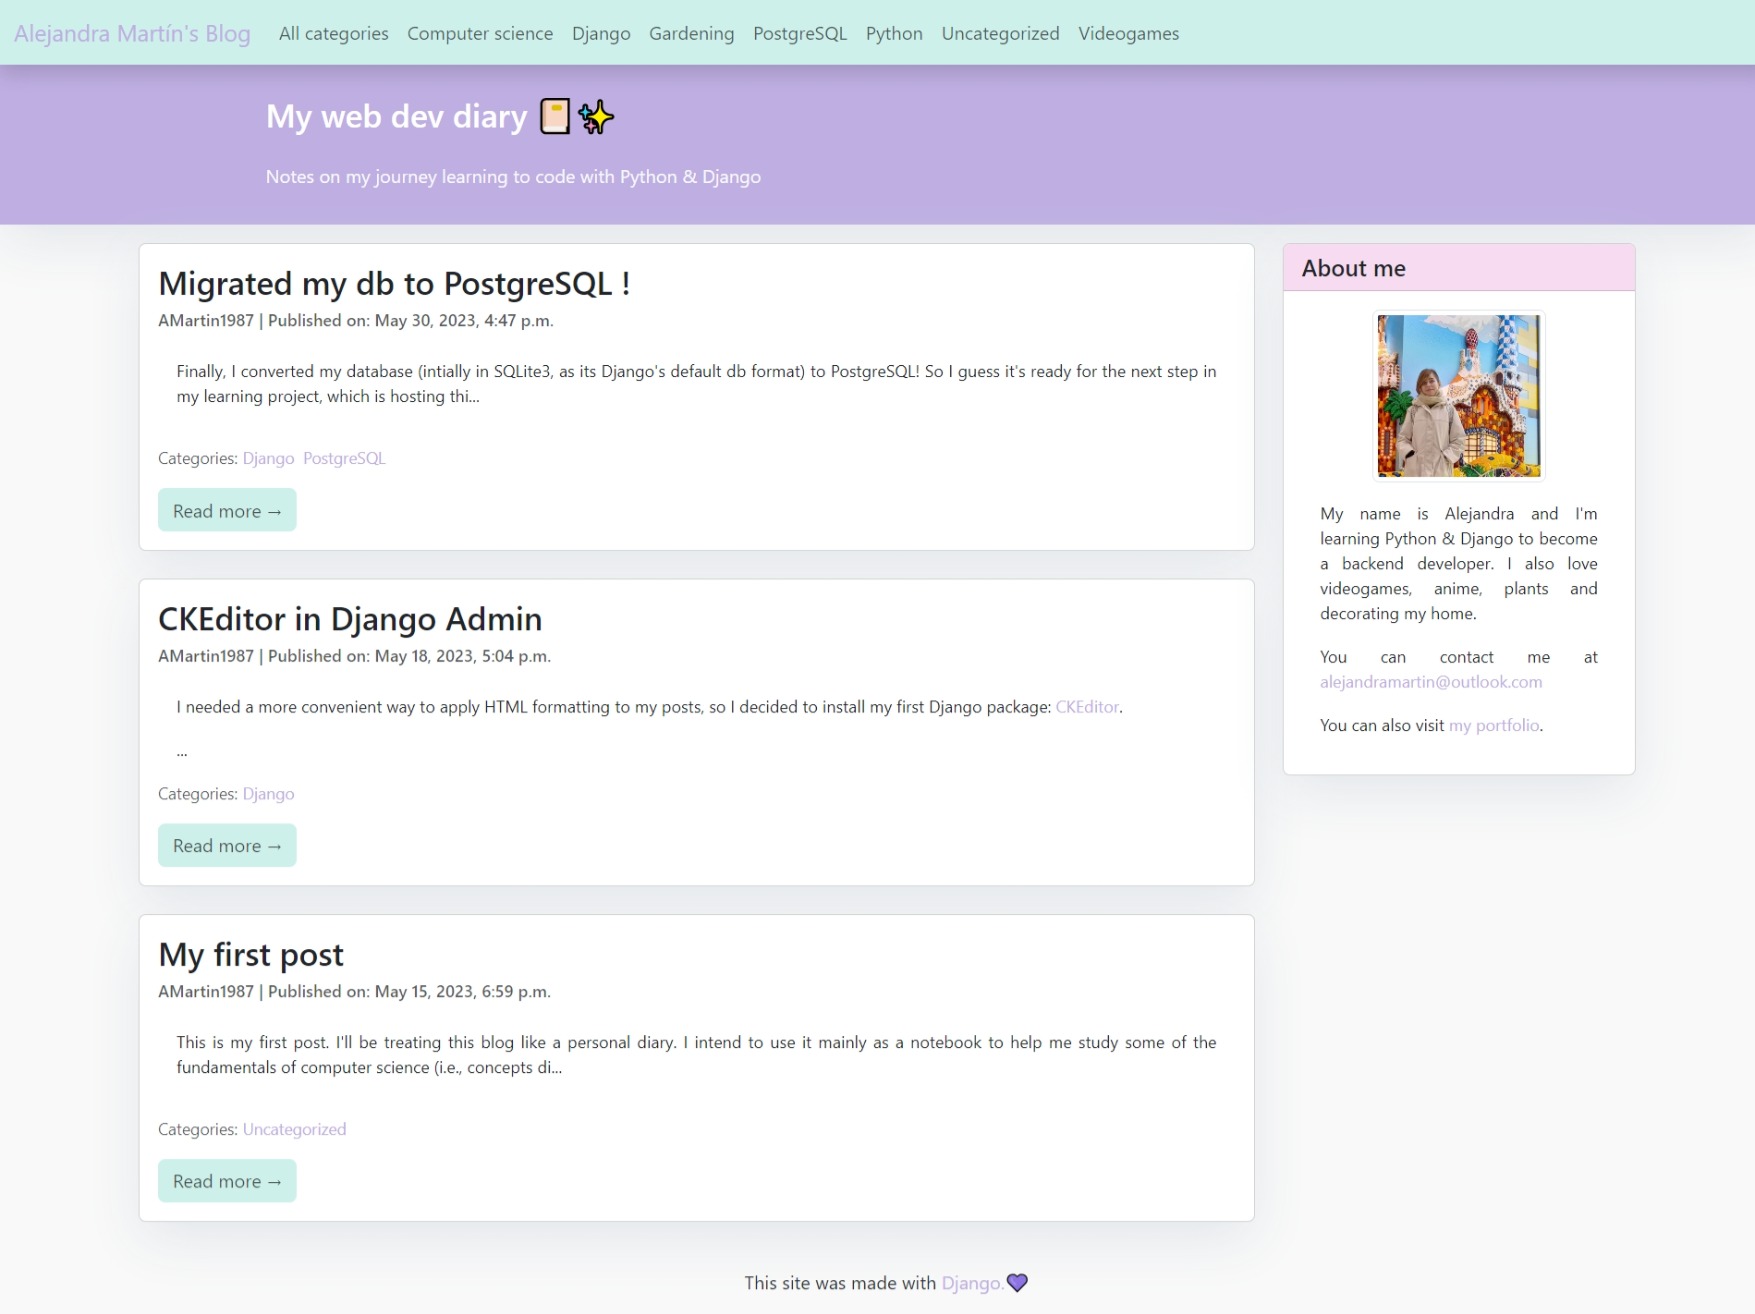 Alejandra Martín's Blog All categories Computer science Django Gardening PostgreSQL Python Uncategorized Videogames
My web dev diary
Notes on my journey learning to code with Python & Django
Migrated my db to PostgreSQL !
AMartin1987 | Published on: May 30, 2023, 4:47 p.m.
Finally, I converted my database (intially in SQLite3, as its Django's default db format) to PostgreSQL! So I guess it's ready for the next step in
my learning project, which is hosting thi...
Categories: Django PostgreSQL
Read more →
CKEditor in Django Admin
AMartin1987 | Published on: May 18, 2023, 5:04 p.m.
I needed a more convenient way to apply HTML formatting to my posts, so I decided to install my first Django package: CKEditor.
...
Categories: Django
Read more →
My first post
AMartin1987 | Published on: May 15, 2023, 6:59 p.m.
This is my first post. I'll be treating this blog like a personal diary. I intend to use it mainly as a notebook to help me study some of the
fundamentals of computer science (i.e., concepts di...
Categories: Uncategorized
Read more →
About me
My name is Alejandra and I'm
learning Python & Django to become
a backend developer. I also love
videogames, anime, plants and
decorating my home.
You can contact me at
alejandramartin@outlook.com
You can also visit my portfolio.
This site was made with Django.